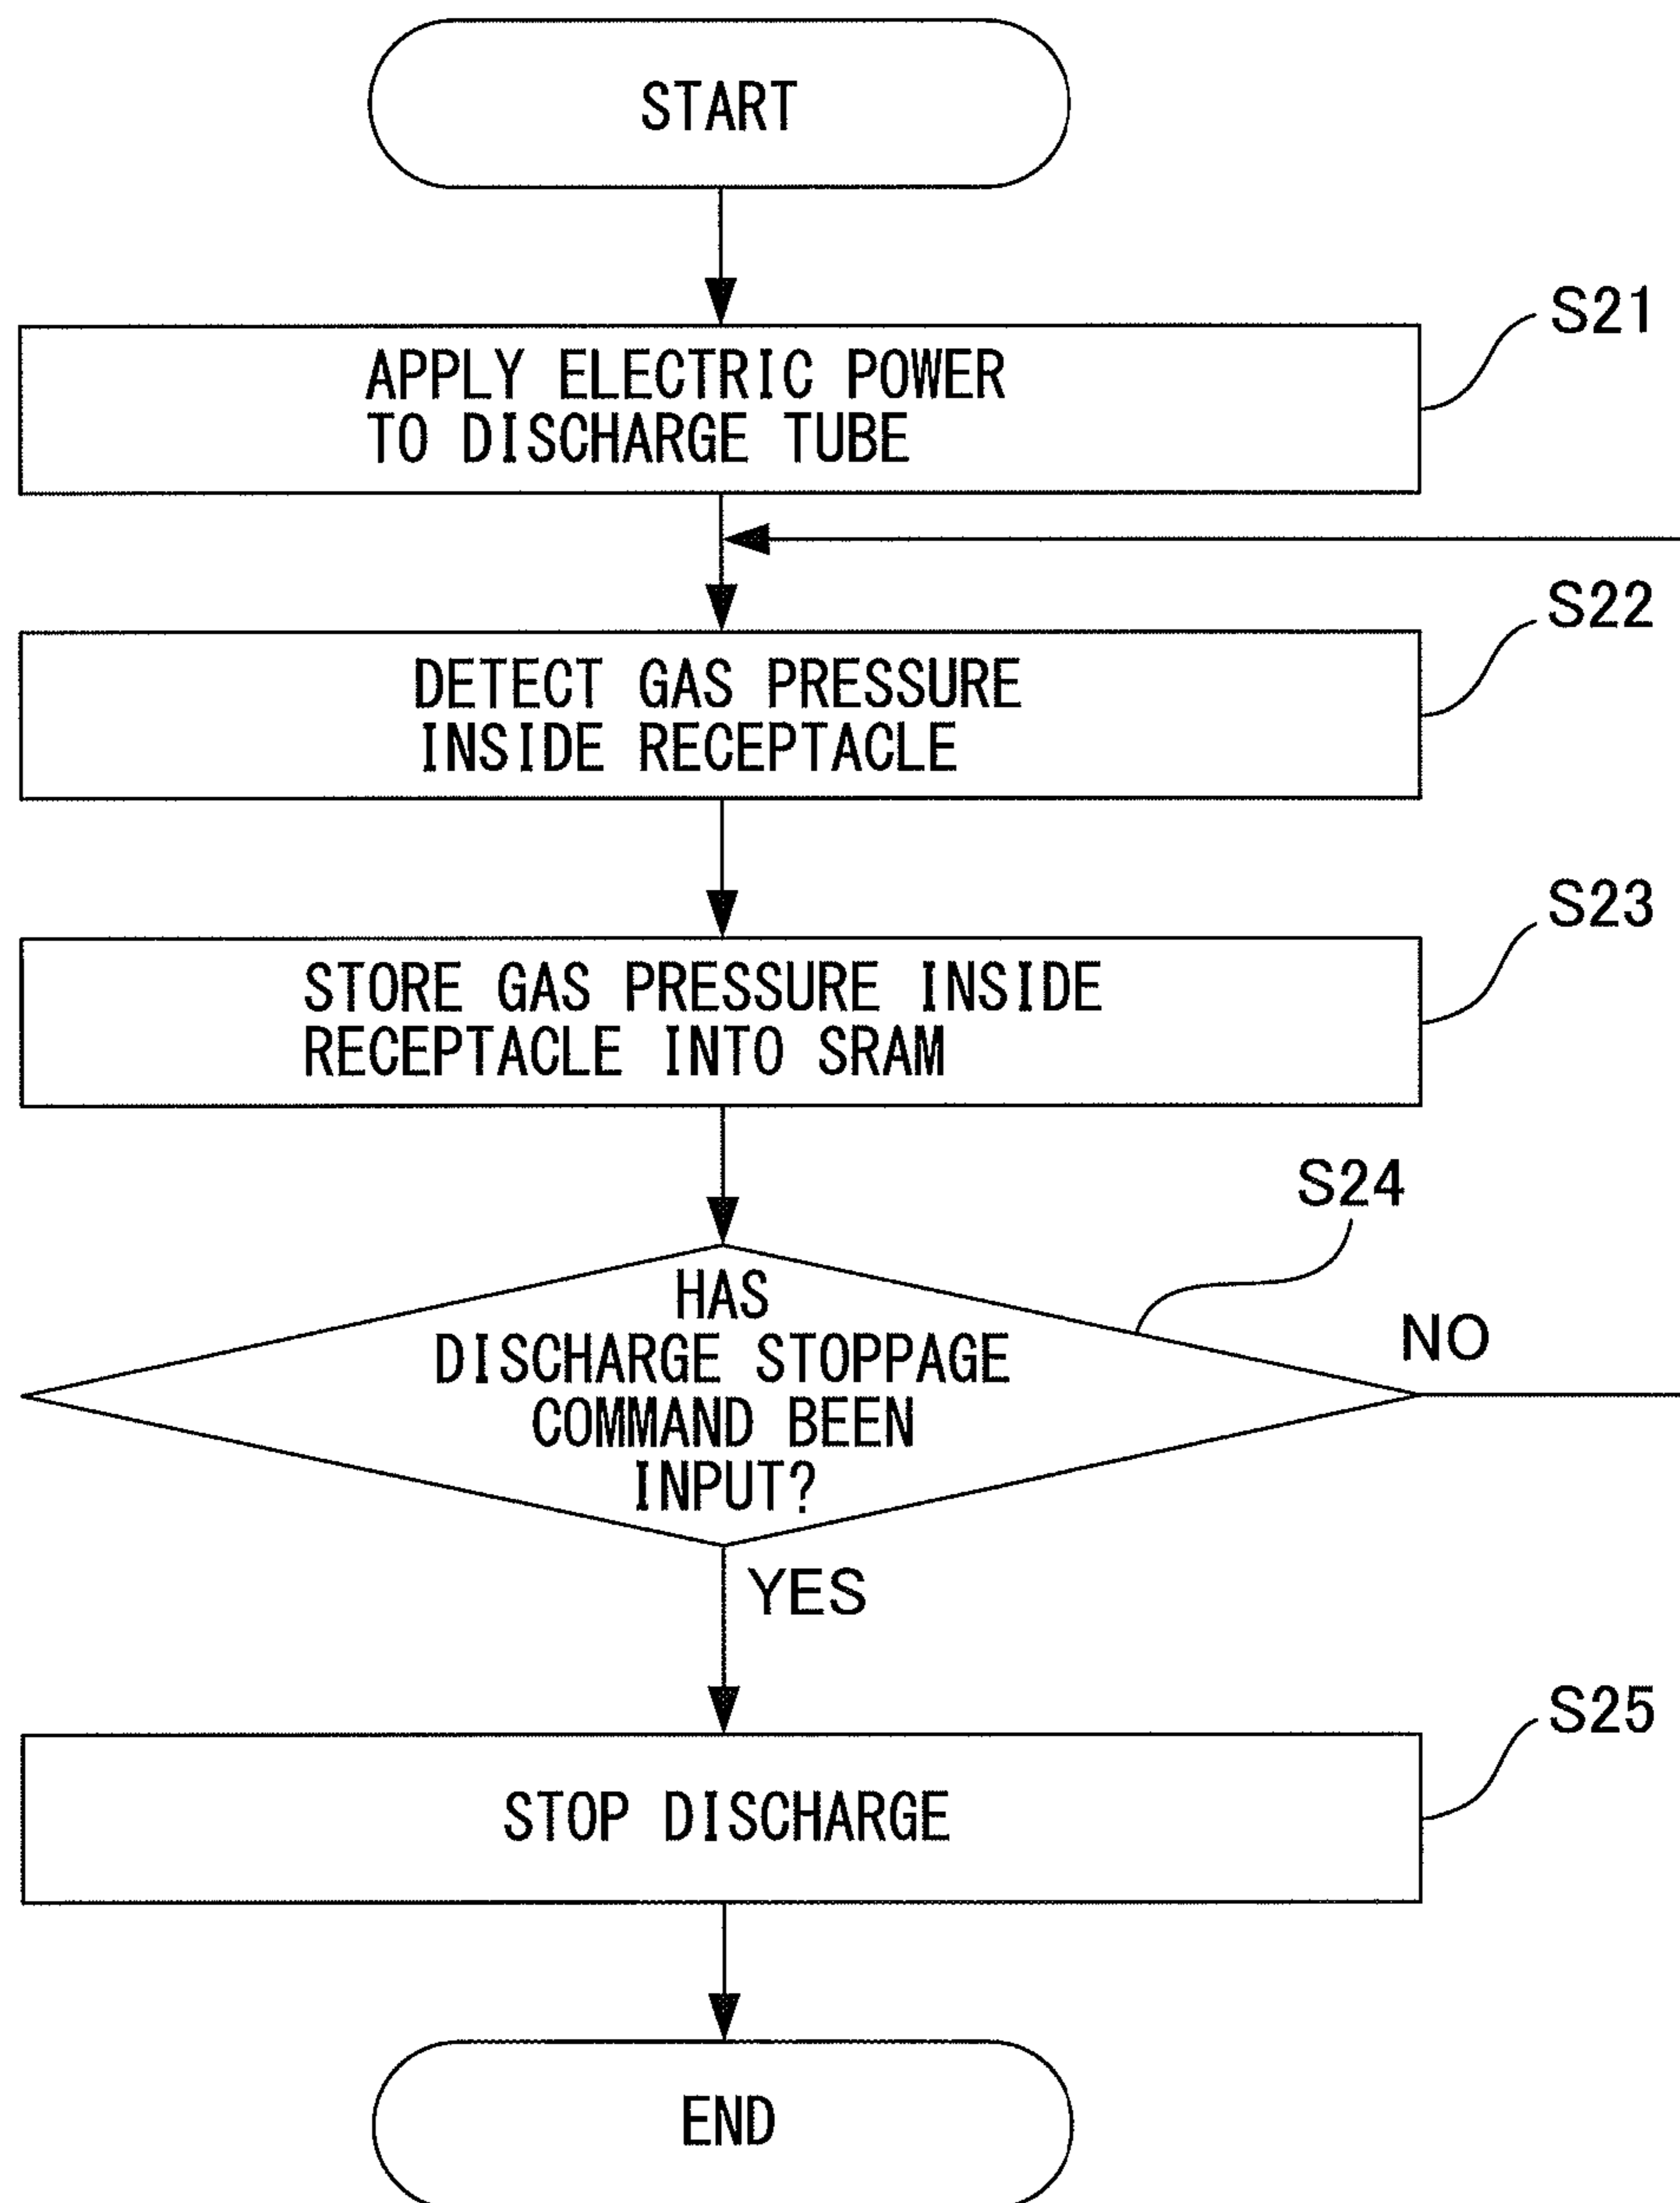 START
S21
APPLY ELECTRIC POWER
TO DISCHARGE TUBE
S22
DETECT GAS PRESSURE
INSIDE RECEPTACLE
S23
STORE GAS PRESSURE INSIDE
RECEPTACLE INTO SRAM
S24
HAS
DISCHARGE STOPPAGE
COMMAND BEEN
INPUT?
NO
YES
S25
STOP DISCHARGE
END